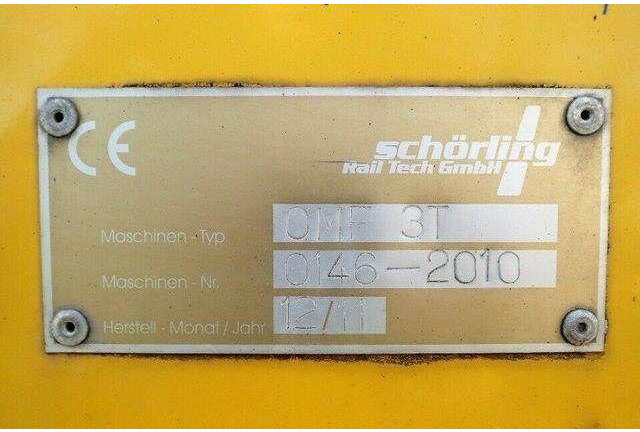 CE
schörling
Rail Tech GmbH
Maschinen - Typ OMF 3T
Maschinen - Nr. 0146-2010
Herstell - Monat / Jahr 12/11